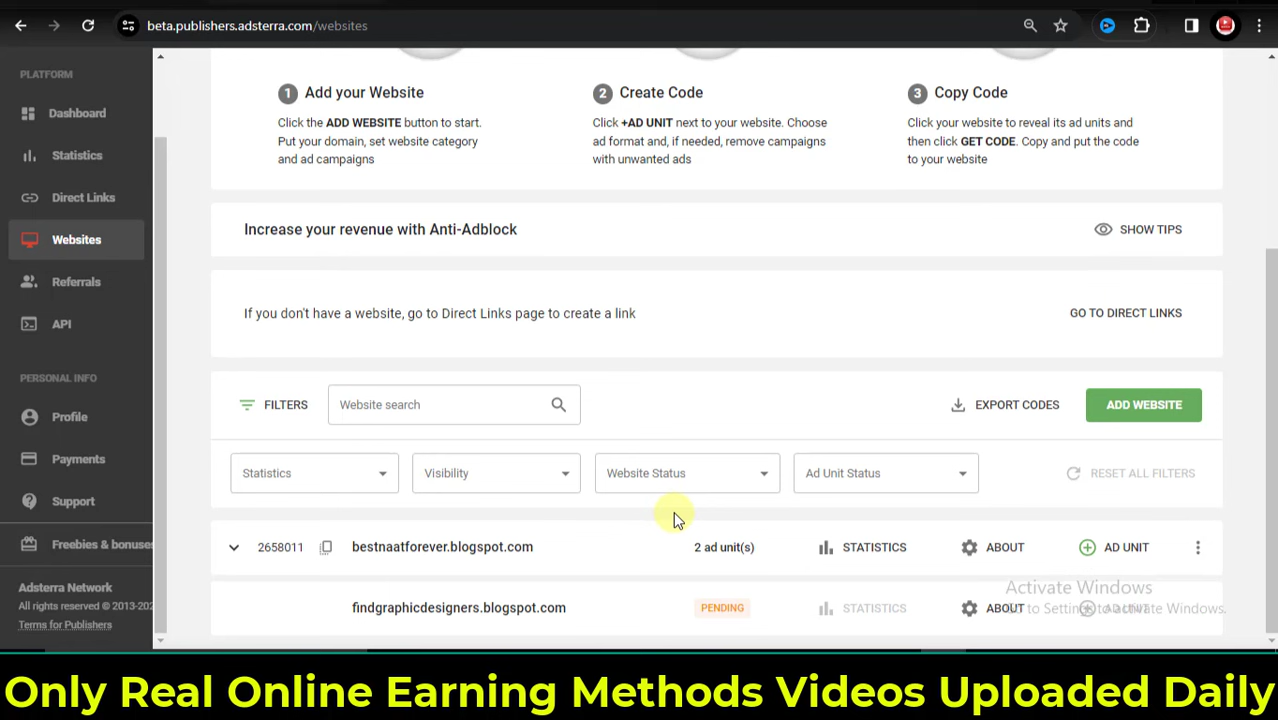 beta.publishers.adsterra.com/websites
PLATFORM
Dashboard
Statistics
Direct Links
Websites
Referrals
API
PERSONAL INFO
Profile
Payments
Support
Freebies & bonuses
Adsterra Network
All rights reserved © 2013-202
Terms for Publishers
1 Add your Website
Click the ADD WEBSITE button to start.
Put your domain, set website category
and ad campaigns
2 Create Code
Click +AD UNIT next to your website. Choose
ad format and, if needed, remove campaigns
with unwanted ads
3 Copy Code
Click your website to reveal its ad units and
then click GET CODE. Copy and put the code
to your website
Increase your revenue with Anti-Adblock
SHOW TIPS
If you don't have a website, go to Direct Links page to create a link
GO TO DIRECT LINKS
FILTERS
Website search
EXPORT CODES
ADD WEBSITE
Statistics
Visibility
Website Status
Ad Unit Status
RESET ALL FILTERS
2658011
bestnaatforever.blogspot.com
2 ad unit(s)
STATISTICS
ABOUT
AD UNIT
findgraphicdesigners.blogspot.com
PENDING
STATISTICS
ABOUT
Activate Windows
Go to Settings to activate Windows.
Only Real Online Earning Methods Videos Uploaded Daily